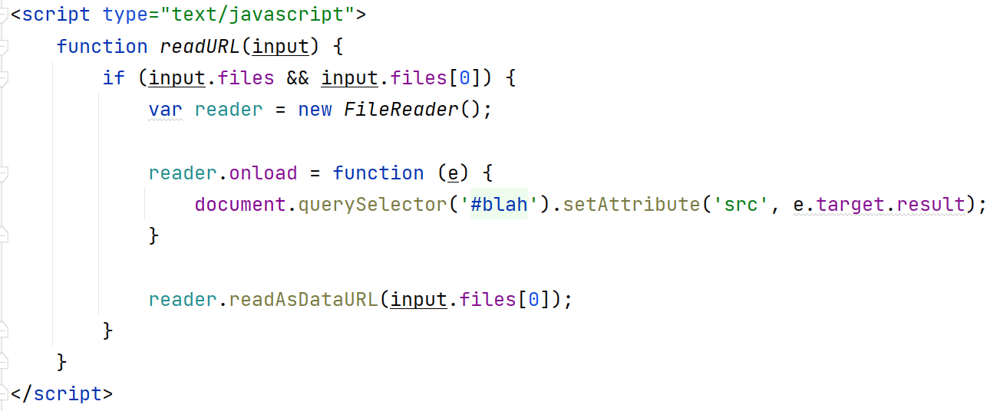 <script type="text/javascript">
    function readURL(input) {
        if (input.files && input.files[0]) {
            var reader = new FileReader();

            reader.onload = function (e) {
                document.querySelector('#blah').setAttribute('src', e.target.result);
            }

            reader.readAsDataURL(input.files[0]);
        }
    }
</script>